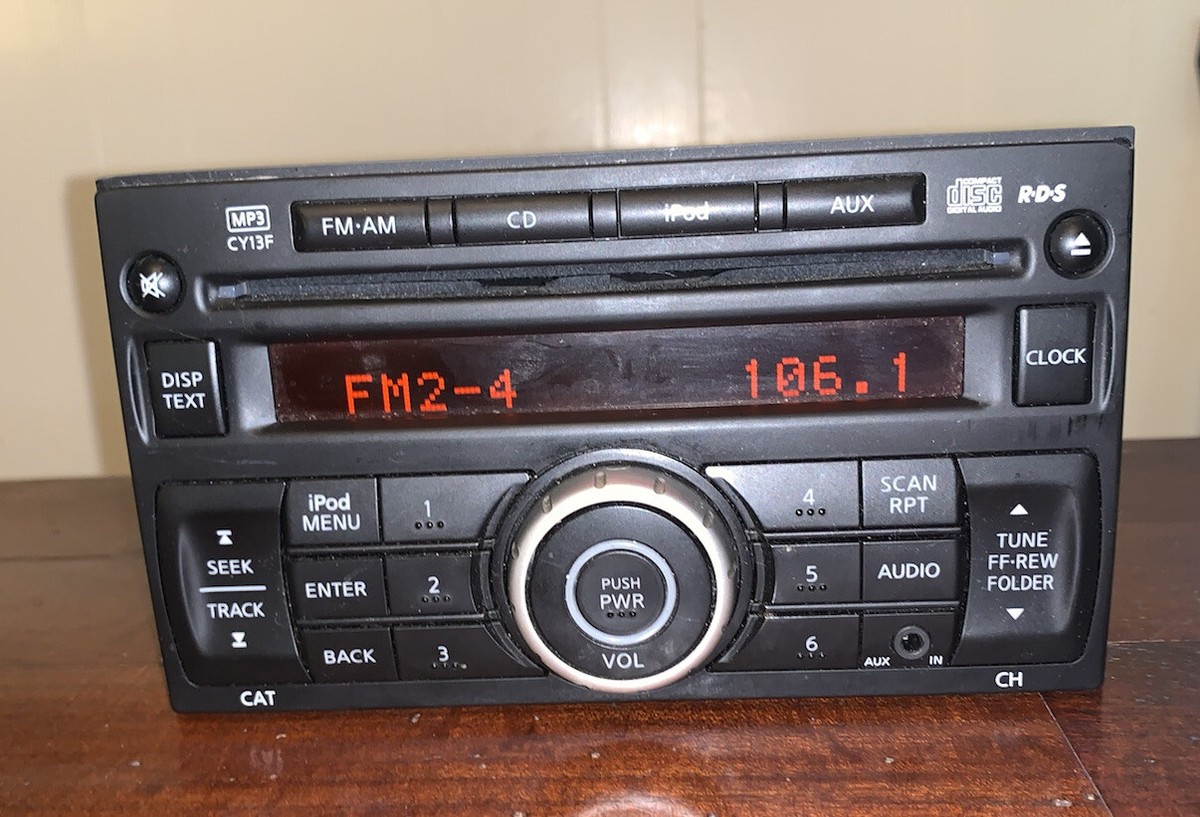 MP3
CY13F
FM·AM
CD
iPod
AUX
COMPACT
disc
DIGITAL AUDIO
R·D·S
DISP
TEXT
FM2-4 106.1
CLOCK
SEEK
TRACK
CAT
iPod
MENU
1
ENTER
2
BACK
3
PUSH
PWR
VOL
4
SCAN
RPT
5
AUDIO
6
AUX IN
TUNE
FF·REW
FOLDER
CH